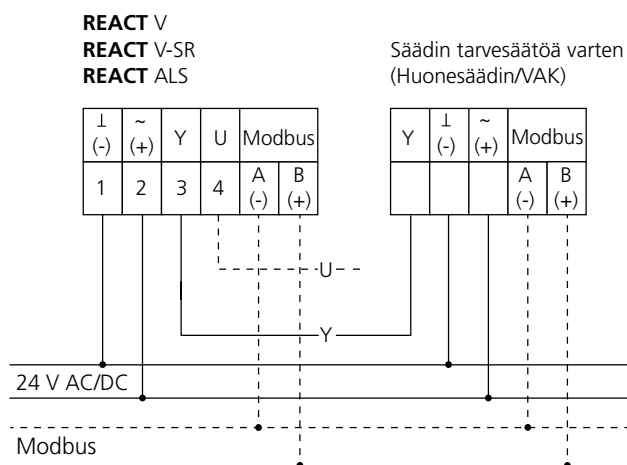 REACT V
REACT V-SR
REACT ALS
Säädin tarvesäätöä varten
(Huonesäädin/VAK)
⊥ ~ Y U Modbus
(-) (+)
1 2 3 4 A B
(-) (+)
Y ⊥ ~ Modbus
(-) (+)
A B
(-) (+)
U
Y
24 V AC/DC
Modbus